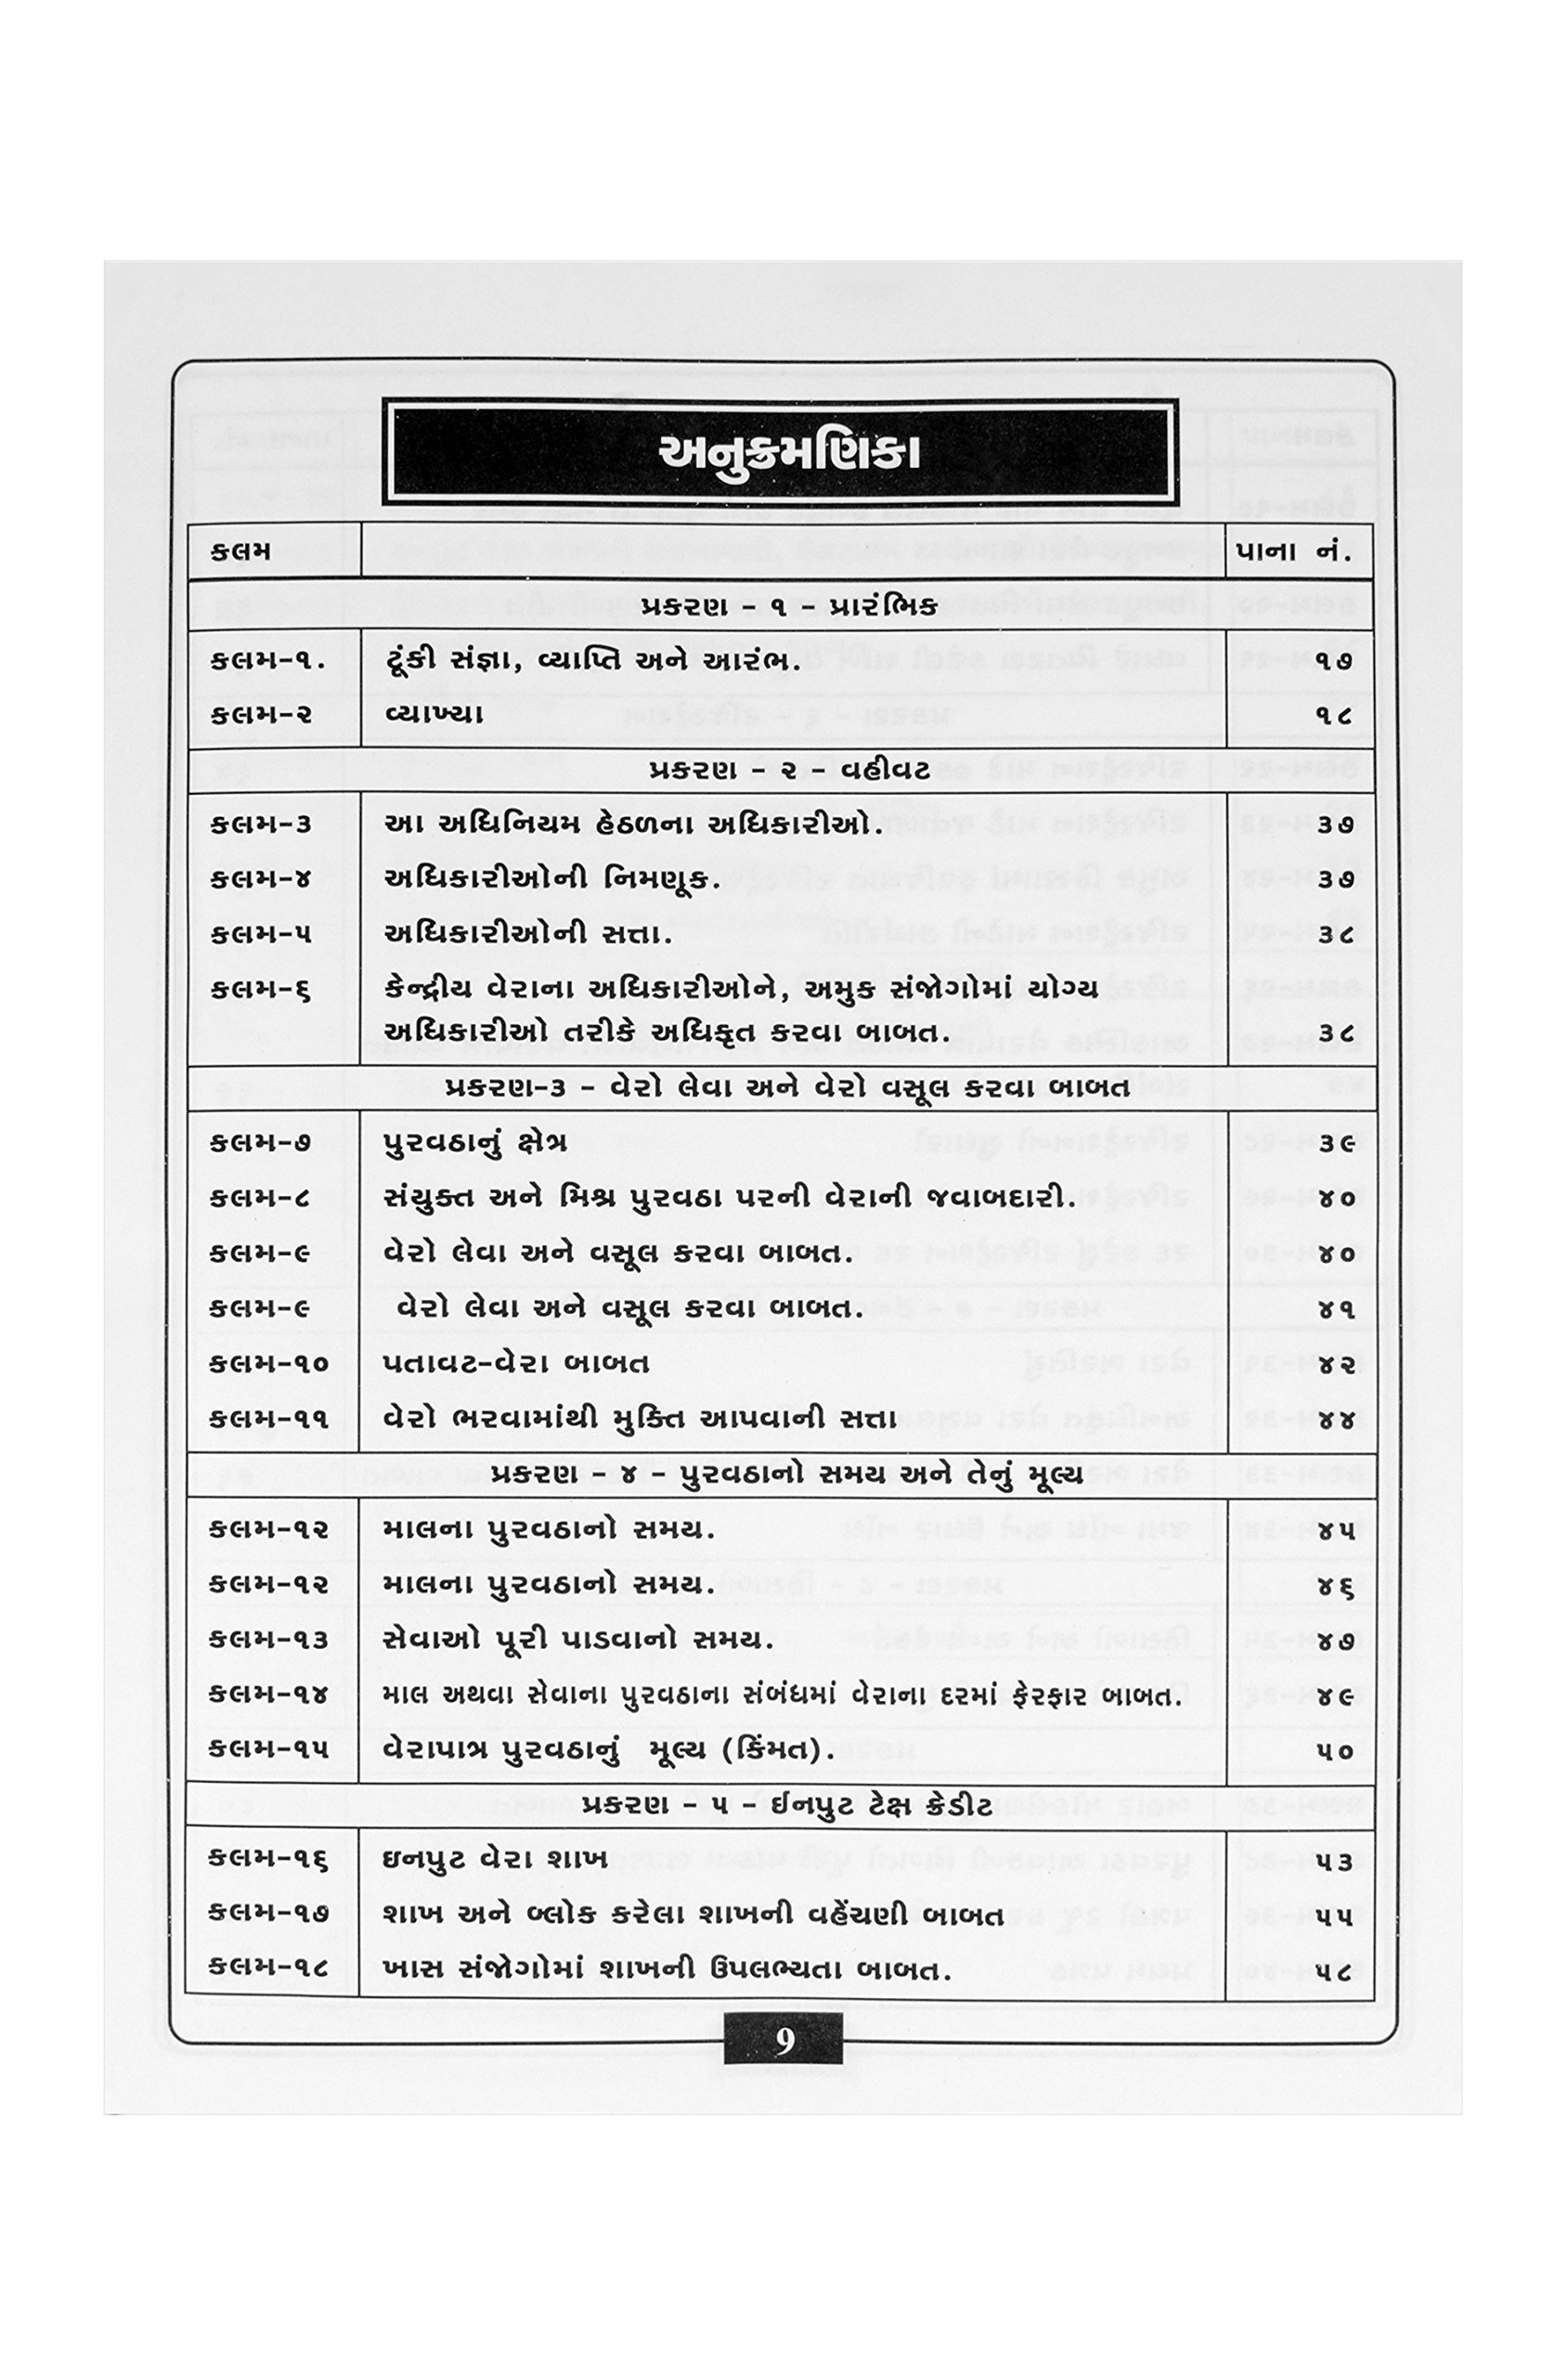 અનુક્રમણિકા
કલમ પાના નં.
પ્રકરણ – ૧ – પ્રારંભિક
કલમ–૧. ટૂંકી સંજ્ઞા, વ્યાપ્તિ અને આરંભ. ૧૭
કલમ–૨ વ્યાખ્યા ૧૮
પ્રકરણ – ૨ – વહીવટ
કલમ–૩ આ અધિનિયમ હેઠળના અધિકારીઓ. ૩૭
કલમ–૪ અધિકારીઓની નિમણૂક. ૩૭
કલમ–૫ અધિકારીઓની સત્તા. ૩૮
કલમ–૬ કેન્દ્રીય વેરાના અધિકારીઓને, અમુક સંજોગોમાં યોગ્ય
અધિકારીઓ તરીકે અધિકૃત કરવા બાબત. ૩૮
પ્રકરણ–૩ – વેરો લેવા અને વેરો વસૂલ કરવા બાબત
કલમ–૭ પુરવઠાનું ક્ષેત્ર ૩૯
કલમ–૮ સંયુક્ત અને મિશ્ર પુરવઠા પરની વેરાની જવાબદારી. ૪૦
કલમ–૯ વેરો લેવા અને વસૂલ કરવા બાબત. ૪૦
કલમ–૯ વેરો લેવા અને વસૂલ કરવા બાબત. ૪૧
કલમ–૧૦ પતાવટ–વેરા બાબત ૪૨
કલમ–૧૧ વેરો ભરવામાંથી મુક્તિ આપવાની સત્તા ૪૪
પ્રકરણ – ૪ – પુરવઠાનો સમય અને તેનું મૂલ્ય
કલમ–૧૨ માલના પુરવઠાનો સમય. ૪૫
કલમ–૧૨ માલના પુરવઠાનો સમય. ૪૬
કલમ–૧૩ સેવાઓ પૂરી પાડવાનો સમય. ૪૭
કલમ–૧૪ માલ અથવા સેવાના પુરવઠાના સંબંધમાં વેરાના દરમાં ફેરફાર બાબત. ૪૯
કલમ–૧૫ વેરાપાત્ર પુરવઠાનું મૂલ્ય (કિંમત). ૫૦
પ્રકરણ – ૫ – ઈનપુટ ટેક્ષ ક્રેડીટ
કલમ–૧૬ ઇનપુટ વેરા શાખ ૫૩
કલમ–૧૭ શાખ અને બ્લોક કરેલા શાખની વહેંચણી બાબત ૫૫
કલમ–૧૮ ખાસ સંજોગોમાં શાખની ઉપલભ્યતા બાબત. ૫૮
9